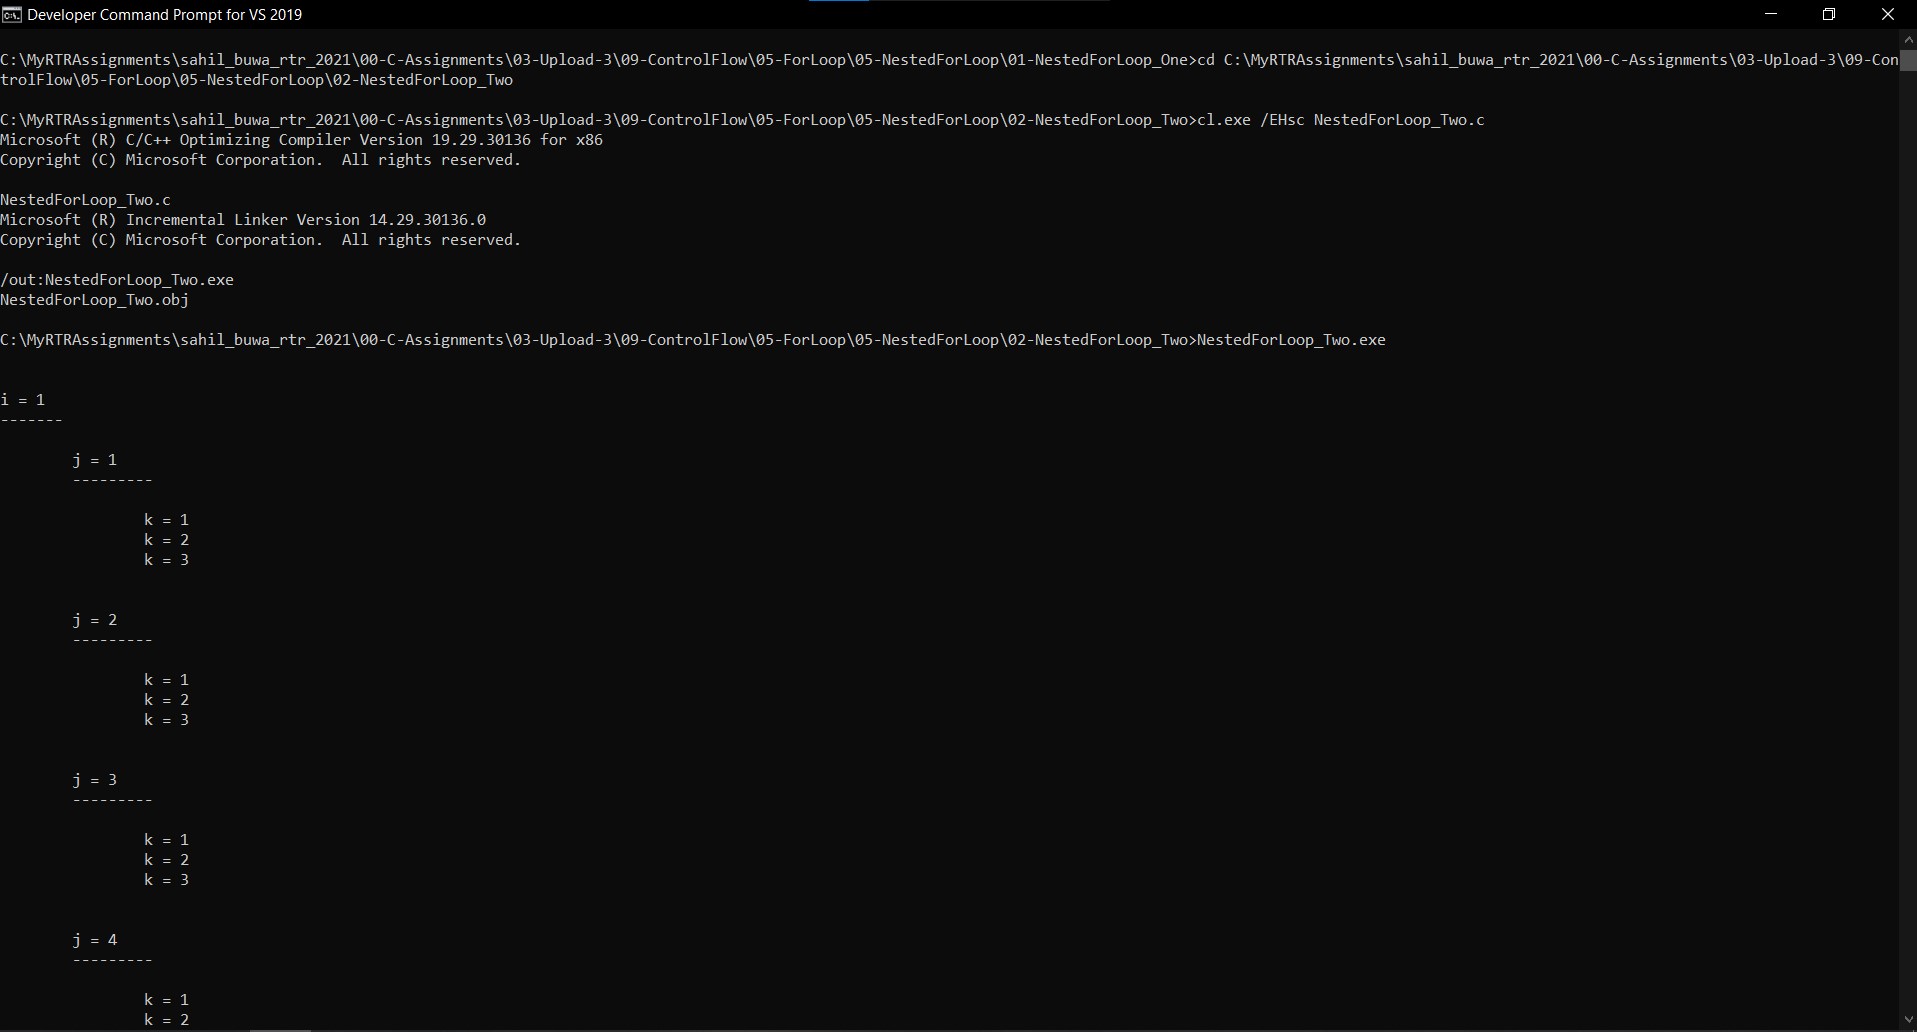 Developer Command Prompt for VS 2019
C:\MyRTRAssignments\sahil_buwa_rtr_2021\00-C-Assignments\03-Upload-3\09-ControlFlow\05-ForLoop\05-NestedForLoop\01-NestedForLoop_One>cd C:\MyRTRAssignments\sahil_buwa_rtr_2021\00-C-Assignments\03-Upload-3\09-Con
trolFlow\05-ForLoop\05-NestedForLoop\02-NestedForLoop_Two
C:\MyRTRAssignments\sahil_buwa_rtr_2021\00-C-Assignments\03-Upload-3\09-ControlFlow\05-ForLoop\05-NestedForLoop\02-NestedForLoop_Two>cl.exe /EHsc NestedForLoop_Two.c
Microsoft (R) C/C++ Optimizing Compiler Version 19.29.30136 for x86
Copyright (C) Microsoft Corporation.  All rights reserved.
NestedForLoop_Two.c
Microsoft (R) Incremental Linker Version 14.29.30136.0
Copyright (C) Microsoft Corporation.  All rights reserved.
/out:NestedForLoop_Two.exe
NestedForLoop_Two.obj
C:\MyRTRAssignments\sahil_buwa_rtr_2021\00-C-Assignments\03-Upload-3\09-ControlFlow\05-ForLoop\05-NestedForLoop\02-NestedForLoop_Two>NestedForLoop_Two.exe
i = 1
-------
j = 1
---------
k = 1
k = 2
k = 3
j = 2
---------
k = 1
k = 2
k = 3
j = 3
---------
k = 1
k = 2
k = 3
j = 4
---------
k = 1
k = 2